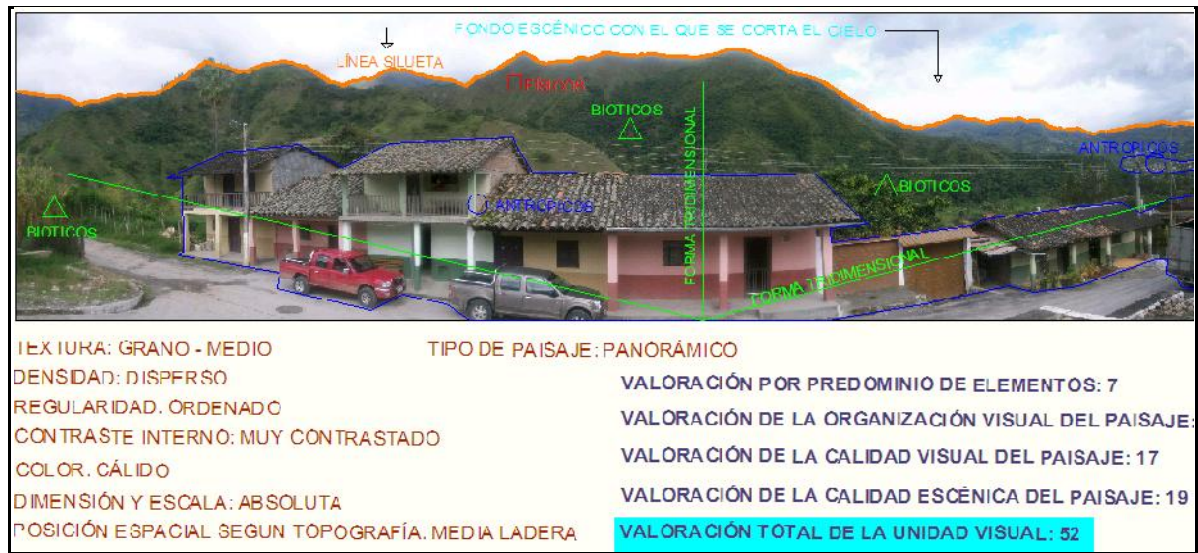 FONDO ESCÉNICO CON EL QUE SE CORTA EL CIELO
LÍNEA SILUETA
BIOTICOS
FORMA TRIDIMENSIONAL
ANTROPICOS
BIOTICOS
ANTROPICOS
BIOTICOS
FORMA TRIDIMENSIONAL
TEXTURA: GRANO - MEDIO
TIPO DE PAISAJE: PANORÁMICO
DENSIDAD: DISPERSO
VALORACIÓN POR PREDOMINIO DE ELEMENTOS: 7
REGULARIDAD. ORDENADO
VALORACIÓN DE LA ORGANIZACIÓN VISUAL DEL PAISAJE:
CONTRASTE INTERNO: MUY CONTRASTADO
VALORACIÓN DE LA CALIDAD VISUAL DEL PAISAJE: 17
COLOR. CÁLIDO
DIMENSIÓN Y ESCALA: ABSOLUTA
VALORACIÓN DE LA CALIDAD ESCÉNICA DEL PAISAJE: 19
POSICIÓN ESPACIAL SEGUN TOPOGRAFÍA. MEDIA LADERA
VALORACIÓN TOTAL DE LA UNIDAD VISUAL: 52